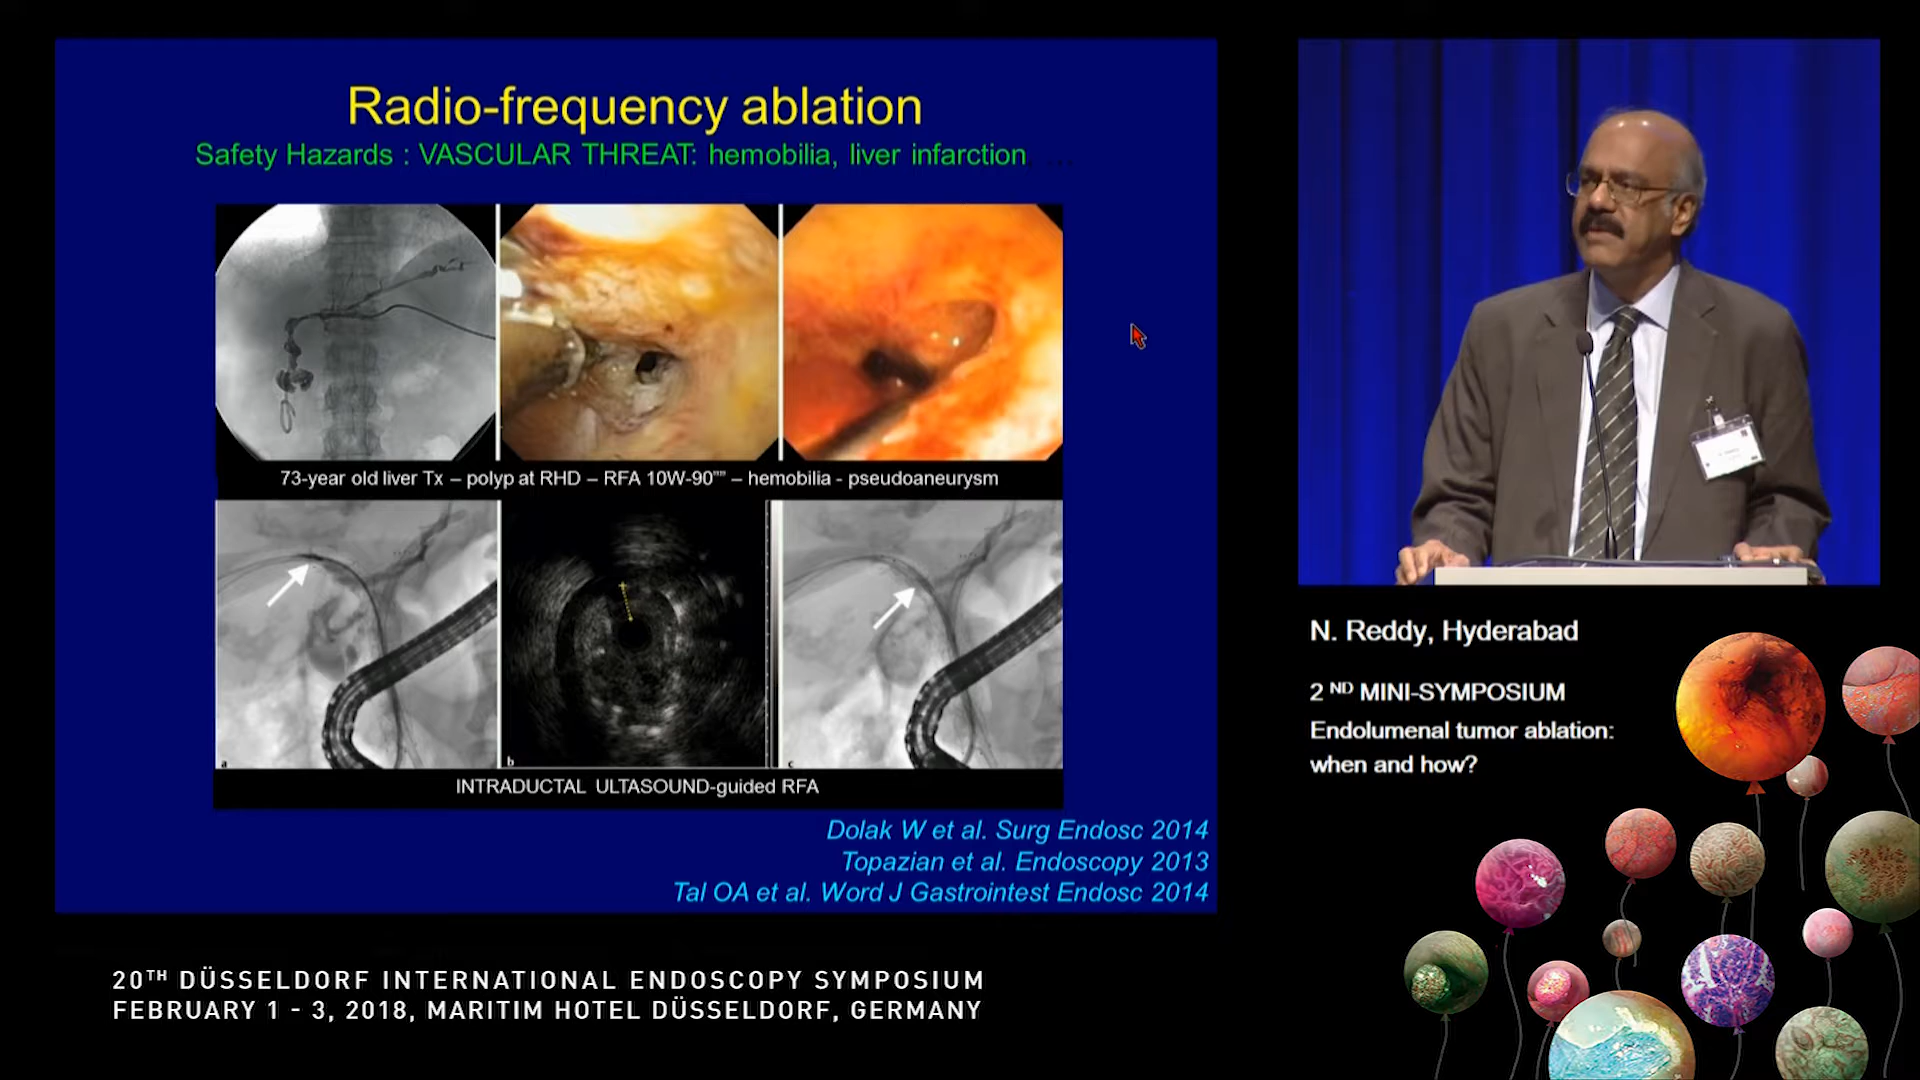 Radio-frequency ablation
Safety Hazards : VASCULAR THREAT: hemobilia, liver infarction ...
73-year old liver Tx – polyp at RHD – RFA 10W-90”” – hemobilia - pseudoaneurysm
a
b
c
INTRADUCTAL ULTASOUND-guided RFA
Dolak W et al. Surg Endosc 2014
Topazian et al. Endoscopy 2013
Tal OA et al. Word J Gastrointest Endosc 2014
N. Reddy, Hyderabad
2 ND MINI-SYMPOSIUM
Endolumenal tumor ablation:
when and how?
20TH DÜSSELDORF INTERNATIONAL ENDOSCOPY SYMPOSIUM
FEBRUARY 1 - 3, 2018, MARITIM HOTEL DÜSSELDORF, GERMANY